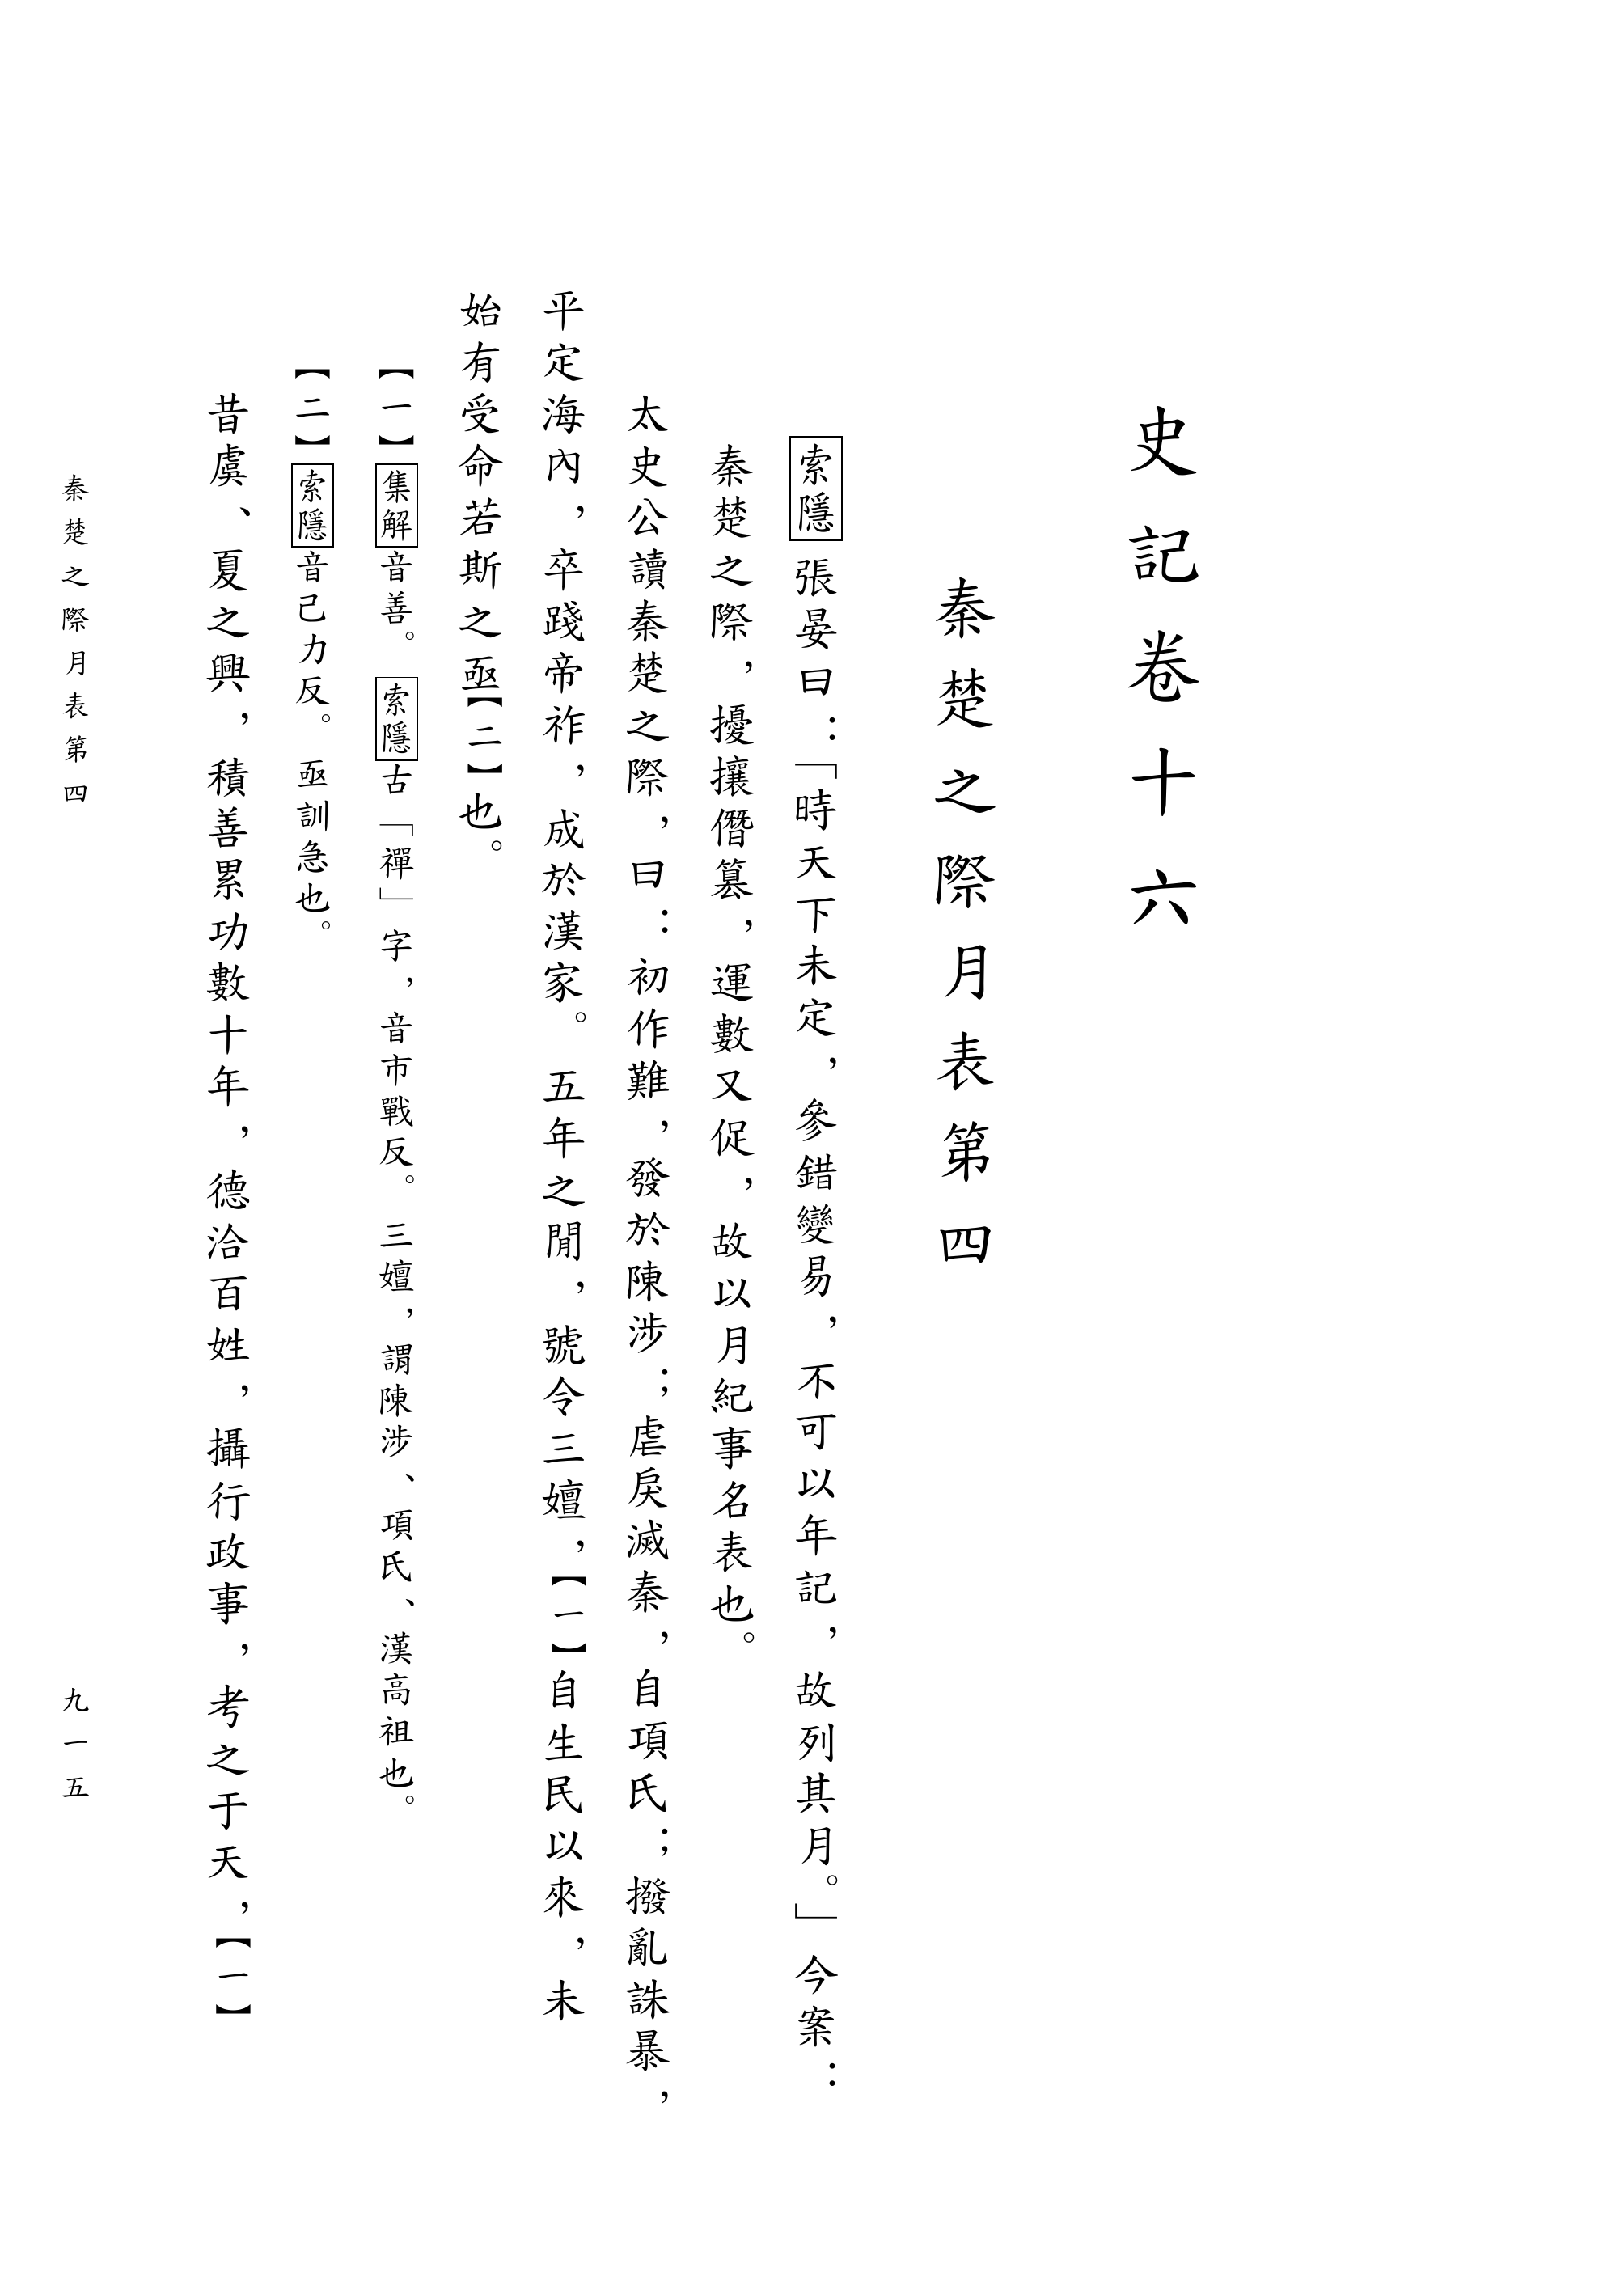 史記卷十六
秦楚之際月表第四
索隱張晏曰：「時天下未定，參錯變易，不可以年記，故列其月。」今案：
秦楚之際，擾攘僭篡，運數又促，故以月紀事名表也。
太史公讀秦楚之際，曰：初作難，發於陳涉；虐戾滅秦，自項氏；撥亂誅暴，
平定海內，卒踐帝祚，成於漢家。五年之閒，號令三嬗，【一】自生民以來，未
始有受命若斯之亟【二】也。
【一】集解音善。索隱古「禪」字，音市戰反。三嬗，謂陳涉、項氏、漢高祖也。
【二】索隱音己力反。亟訓急也。
昔虞、夏之興，積善累功數十年，德洽百姓，攝行政事，考之于天，【一】
秦楚之際月表第四
九一五